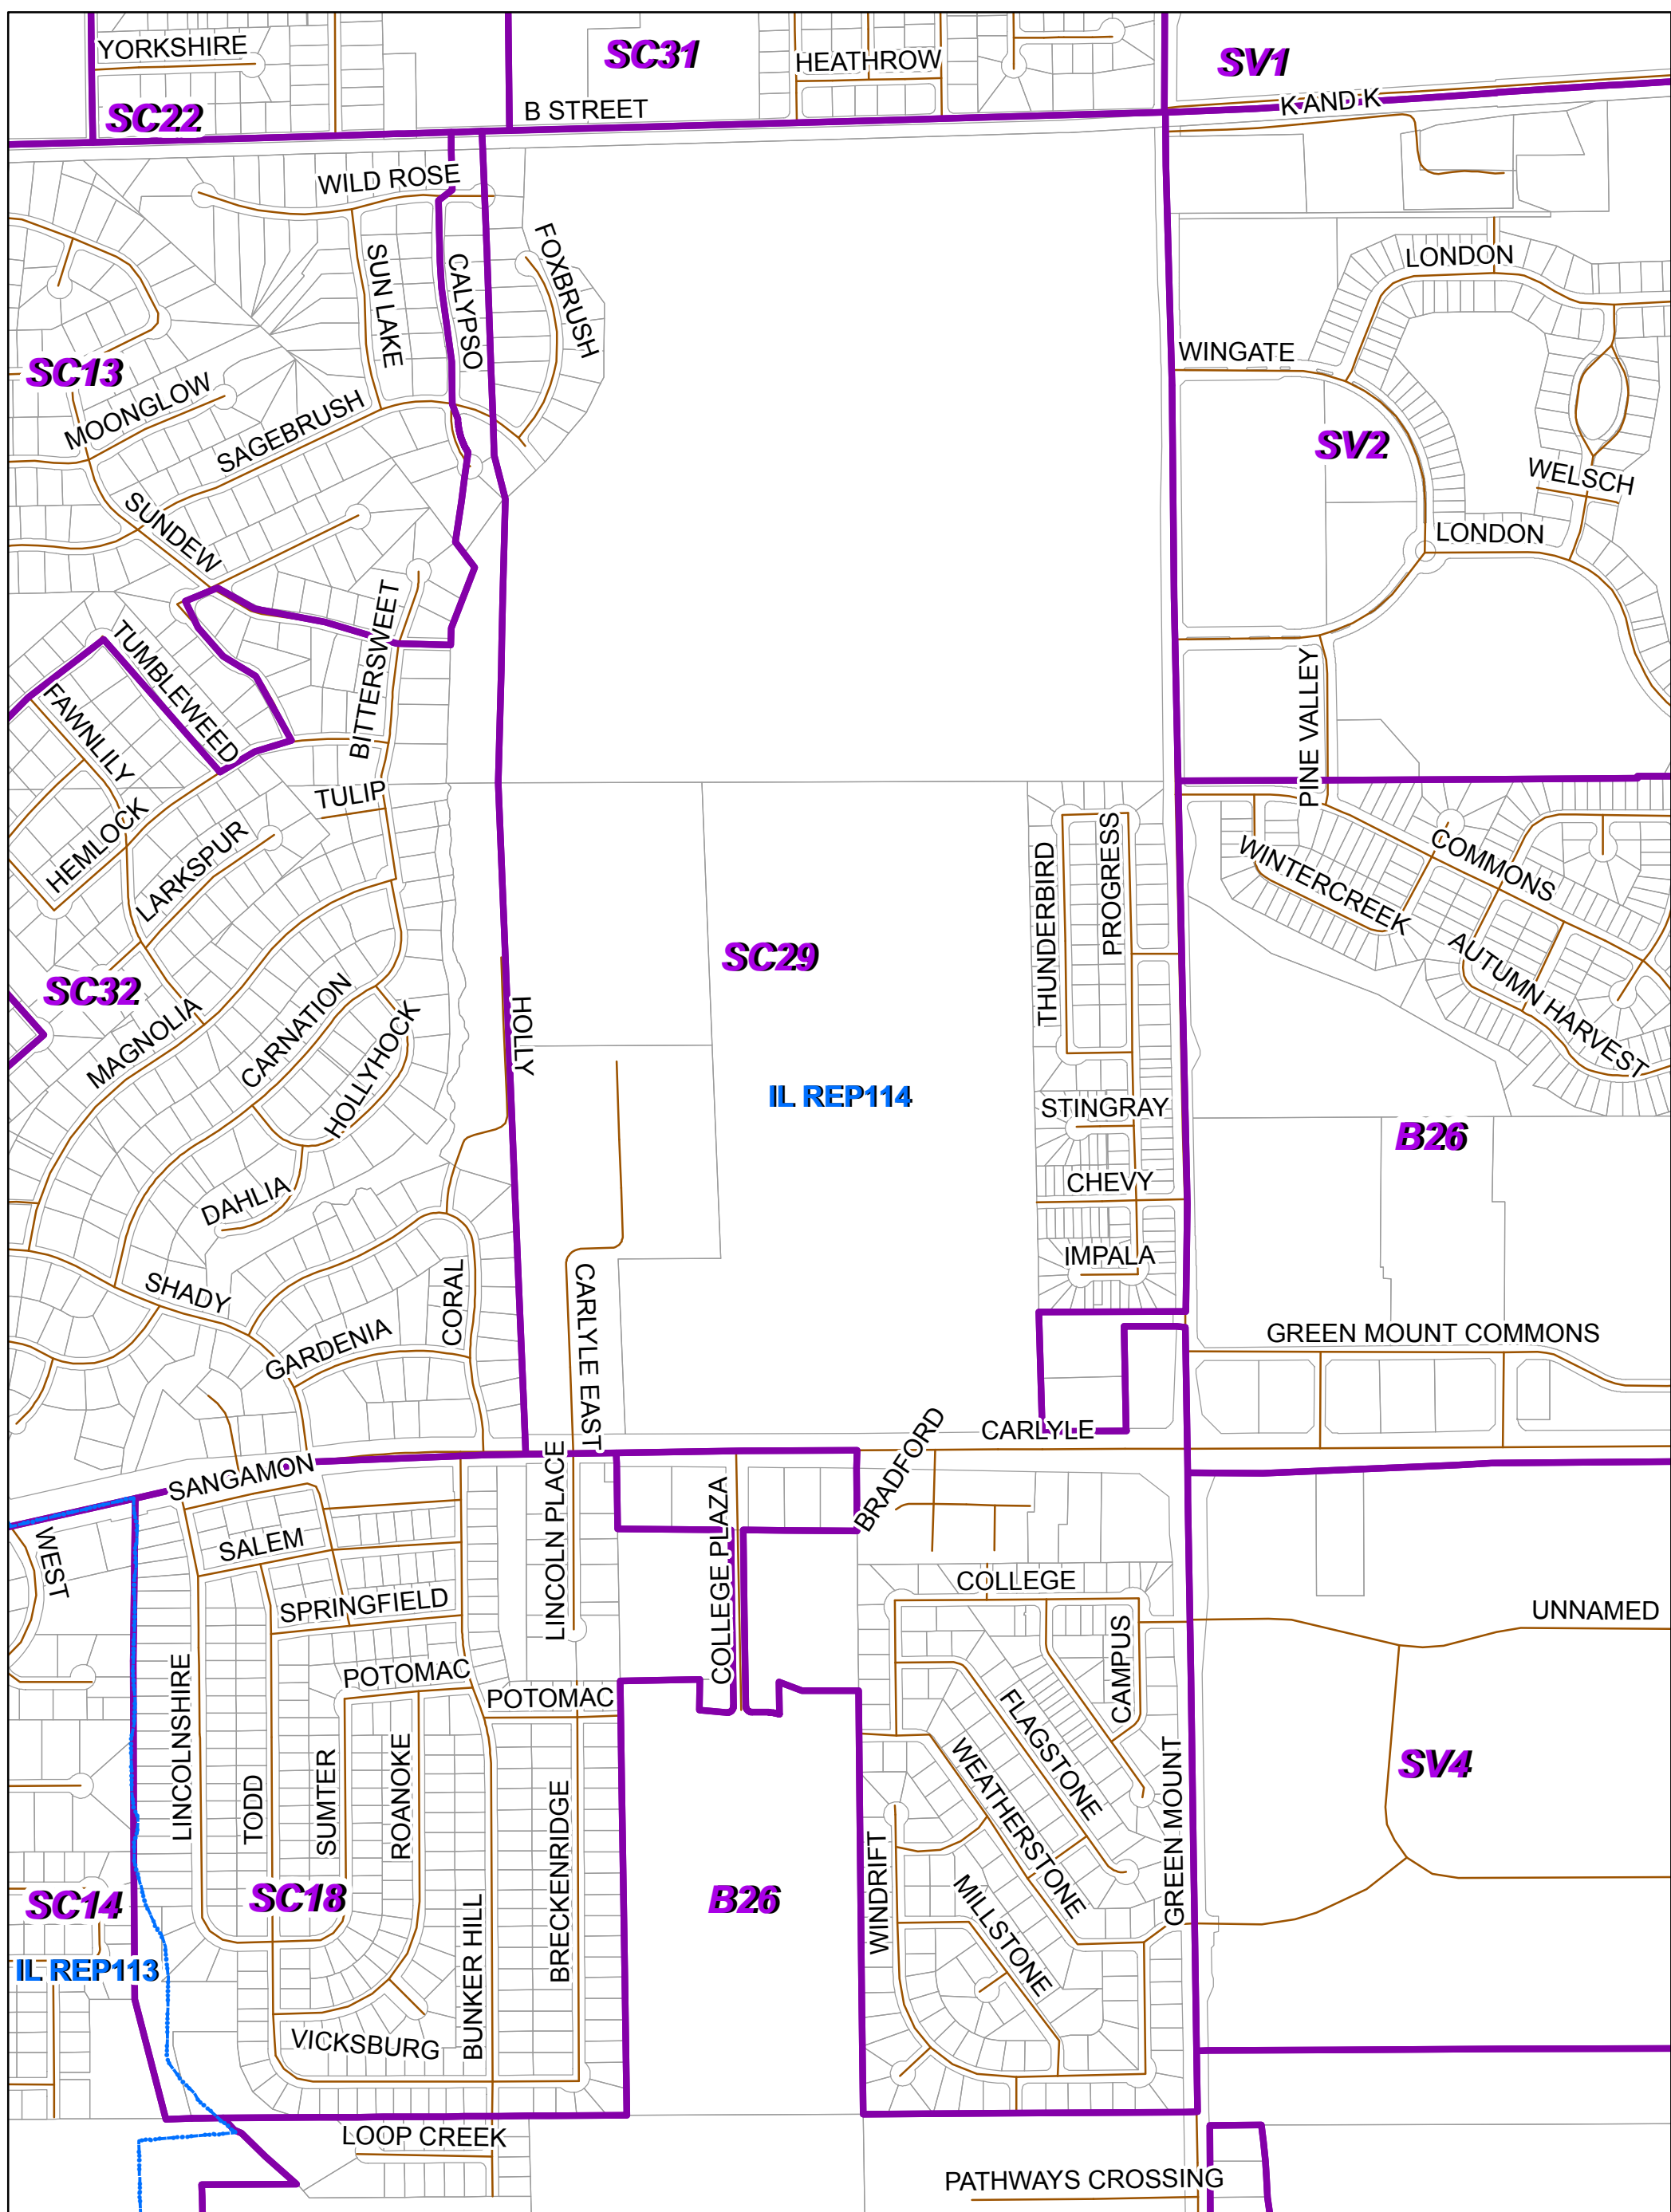 YORKSHIRE
SC31
HEATHROW
SV1
SC22
B STREET
K AND K
WILD ROSE
FOXBRUSH
SUN LAKE
CALYPSO
LONDON
WINGATE
SC13
MOONGLOW
SAGEBRUSH
SV2
WELSCH
SUNDEW
LONDON
BITTERSWEET
TUMBLEWEED
FAWNLILY
PINE VALLEY
TULIP
HEMLOCK
LARKSPUR
THUNDERBIRD
PROGRESS
WINTERCREEK
COMMONS
AUTUMN HARVEST
SC29
SC32
MAGNOLIA
CARNATION
HOLLYHOCK
HOLLY
IL REP114
STINGRAY
B26
CHEVY
DAHLIA
IMPALA
SHADY
CORAL
CARLYLE EAST
GARDENIA
GREEN MOUNT COMMONS
CARLYLE
BRADFORD
SANGAMON
LINCOLN PLACE
COLLEGE PLAZA
WEST
SALEM
COLLEGE
SPRINGFIELD
UNNAMED
CAMPUS
LINCOLNSHIRE
POTOMAC
POTOMAC
FLAGSTONE
WEATHERSTONE
GREEN MOUNT
SV4
TODD
SUMTER
ROANOKE
BRECKENRIDGE
WINDRIFT
MILLSTONE
SC14
SC18
B26
BUNKER HILL
IL REP113
VICKSBURG
LOOP CREEK
PATHWAYS CROSSING